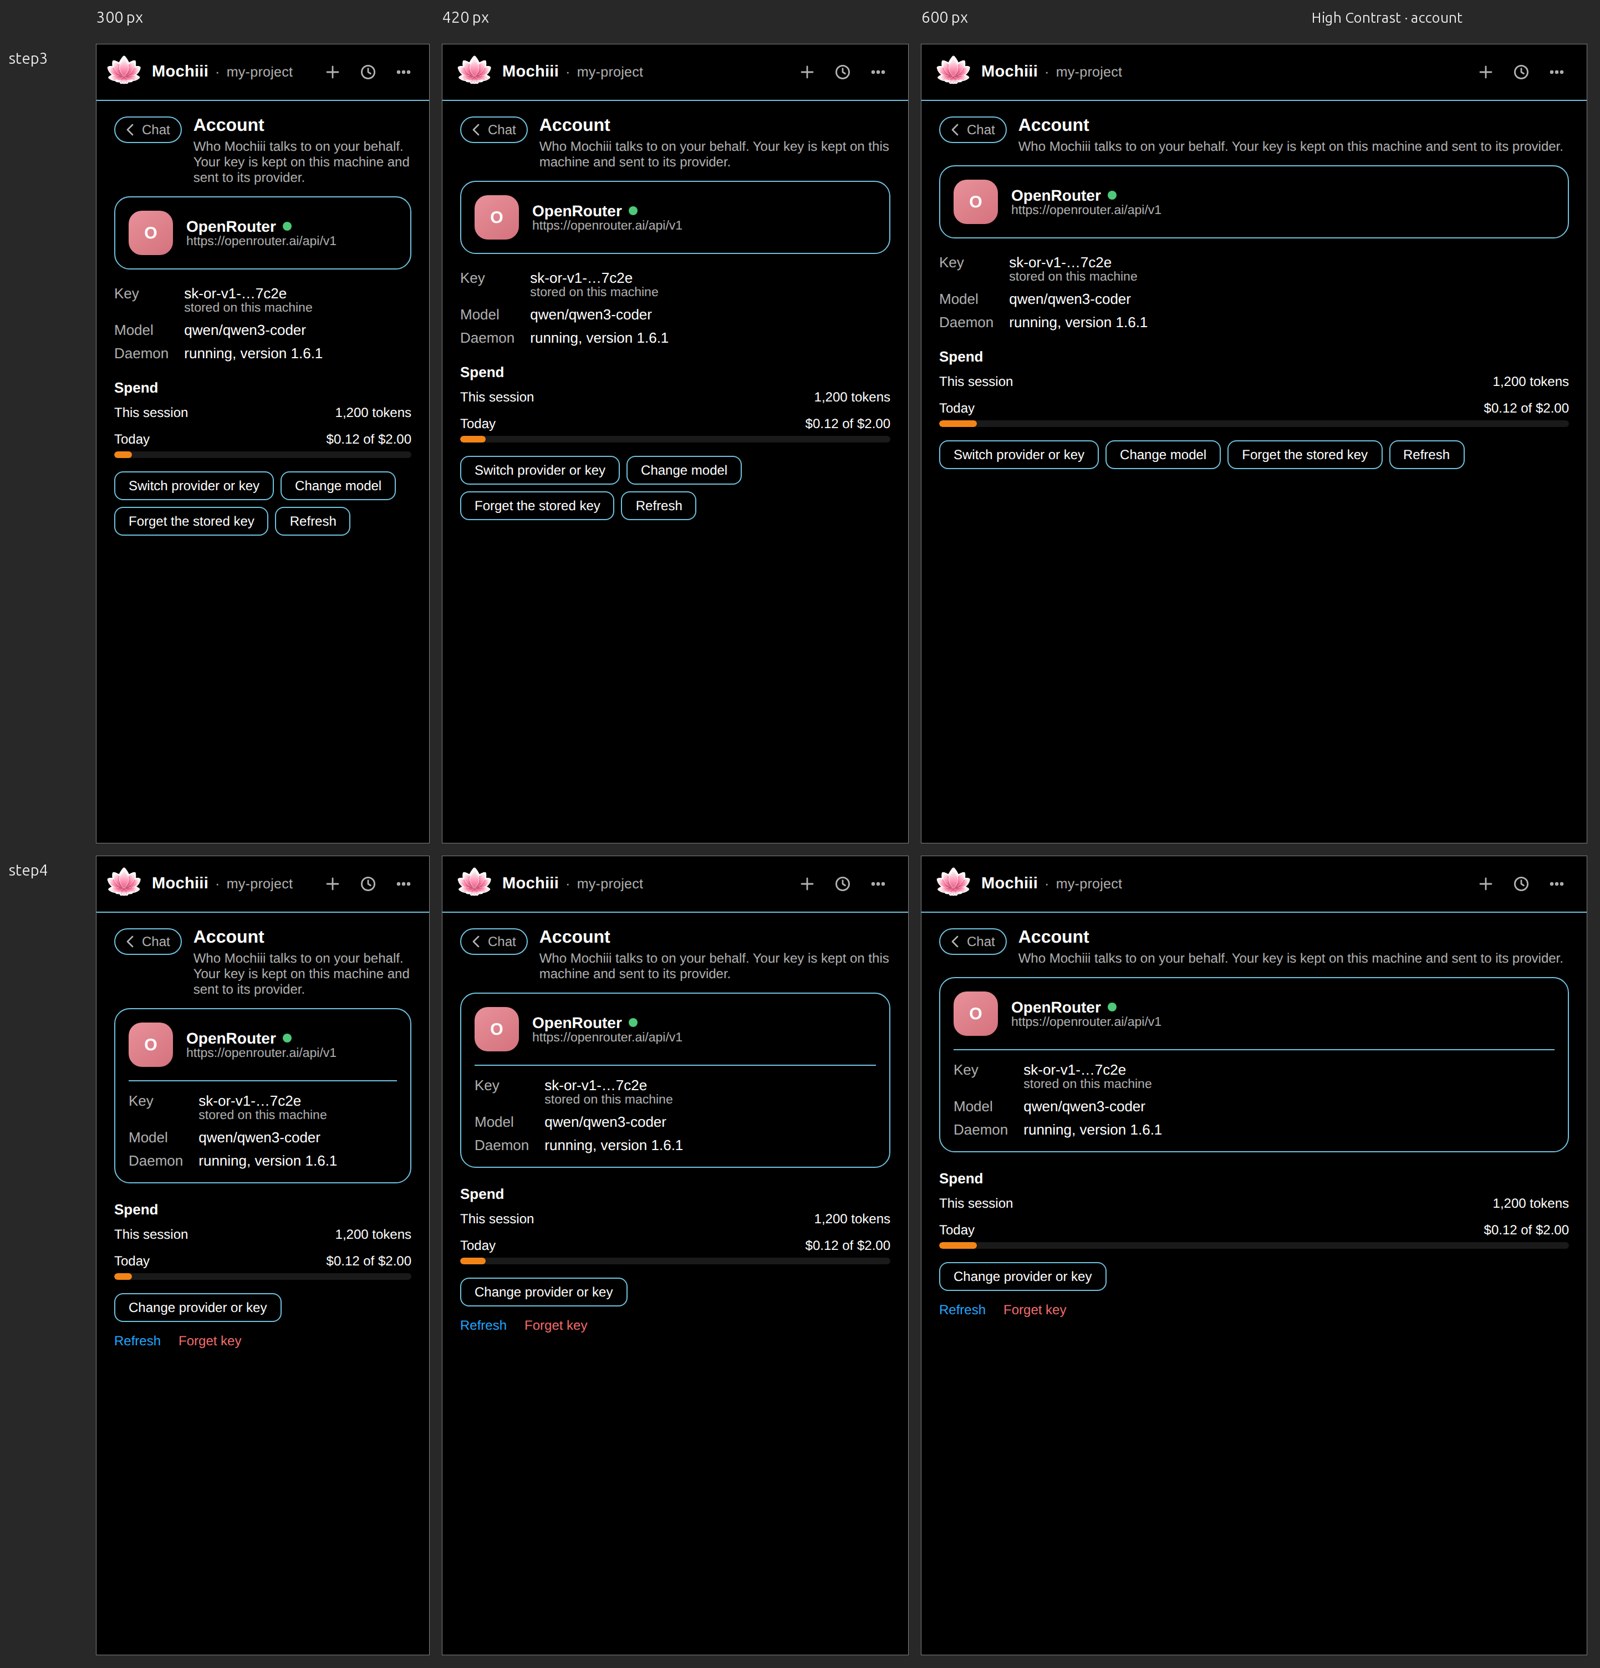 300 px
420 px
600 px
High Contrast · account
step3
Mochiii · my-project
Chat
Account
Who Mochiii talks to on your behalf.
Your key is kept on this machine and
sent to its provider.
O
OpenRouter
https://openrouter.ai/api/v1
Key
sk-or-v1-…7c2e
stored on this machine
Model
qwen/qwen3-coder
Daemon
running, version 1.6.1
Spend
This session
1,200 tokens
Today
$0.12 of $2.00
Switch provider or key
Change model
Forget the stored key
Refresh
Mochiii · my-project
Chat
Account
Who Mochiii talks to on your behalf. Your key is kept on this
machine and sent to its provider.
O
OpenRouter
https://openrouter.ai/api/v1
Key
sk-or-v1-…7c2e
stored on this machine
Model
qwen/qwen3-coder
Daemon
running, version 1.6.1
Spend
This session
1,200 tokens
Today
$0.12 of $2.00
Switch provider or key
Change model
Forget the stored key
Refresh
Mochiii · my-project
Chat
Account
Who Mochiii talks to on your behalf. Your key is kept on this machine and sent to its provider.
O
OpenRouter
https://openrouter.ai/api/v1
Key
sk-or-v1-…7c2e
stored on this machine
Model
qwen/qwen3-coder
Daemon
running, version 1.6.1
Spend
This session
1,200 tokens
Today
$0.12 of $2.00
Switch provider or key
Change model
Forget the stored key
Refresh
step4
Mochiii · my-project
Chat
Account
Who Mochiii talks to on your behalf.
Your key is kept on this machine and
sent to its provider.
O
OpenRouter
https://openrouter.ai/api/v1
Key
sk-or-v1-…7c2e
stored on this machine
Model
qwen/qwen3-coder
Daemon
running, version 1.6.1
Spend
This session
1,200 tokens
Today
$0.12 of $2.00
Change provider or key
Refresh
Forget key
Mochiii · my-project
Chat
Account
Who Mochiii talks to on your behalf. Your key is kept on this
machine and sent to its provider.
O
OpenRouter
https://openrouter.ai/api/v1
Key
sk-or-v1-…7c2e
stored on this machine
Model
qwen/qwen3-coder
Daemon
running, version 1.6.1
Spend
This session
1,200 tokens
Today
$0.12 of $2.00
Change provider or key
Refresh
Forget key
Mochiii · my-project
Chat
Account
Who Mochiii talks to on your behalf. Your key is kept on this machine and sent to its provider.
O
OpenRouter
https://openrouter.ai/api/v1
Key
sk-or-v1-…7c2e
stored on this machine
Model
qwen/qwen3-coder
Daemon
running, version 1.6.1
Spend
This session
1,200 tokens
Today
$0.12 of $2.00
Change provider or key
Refresh
Forget key